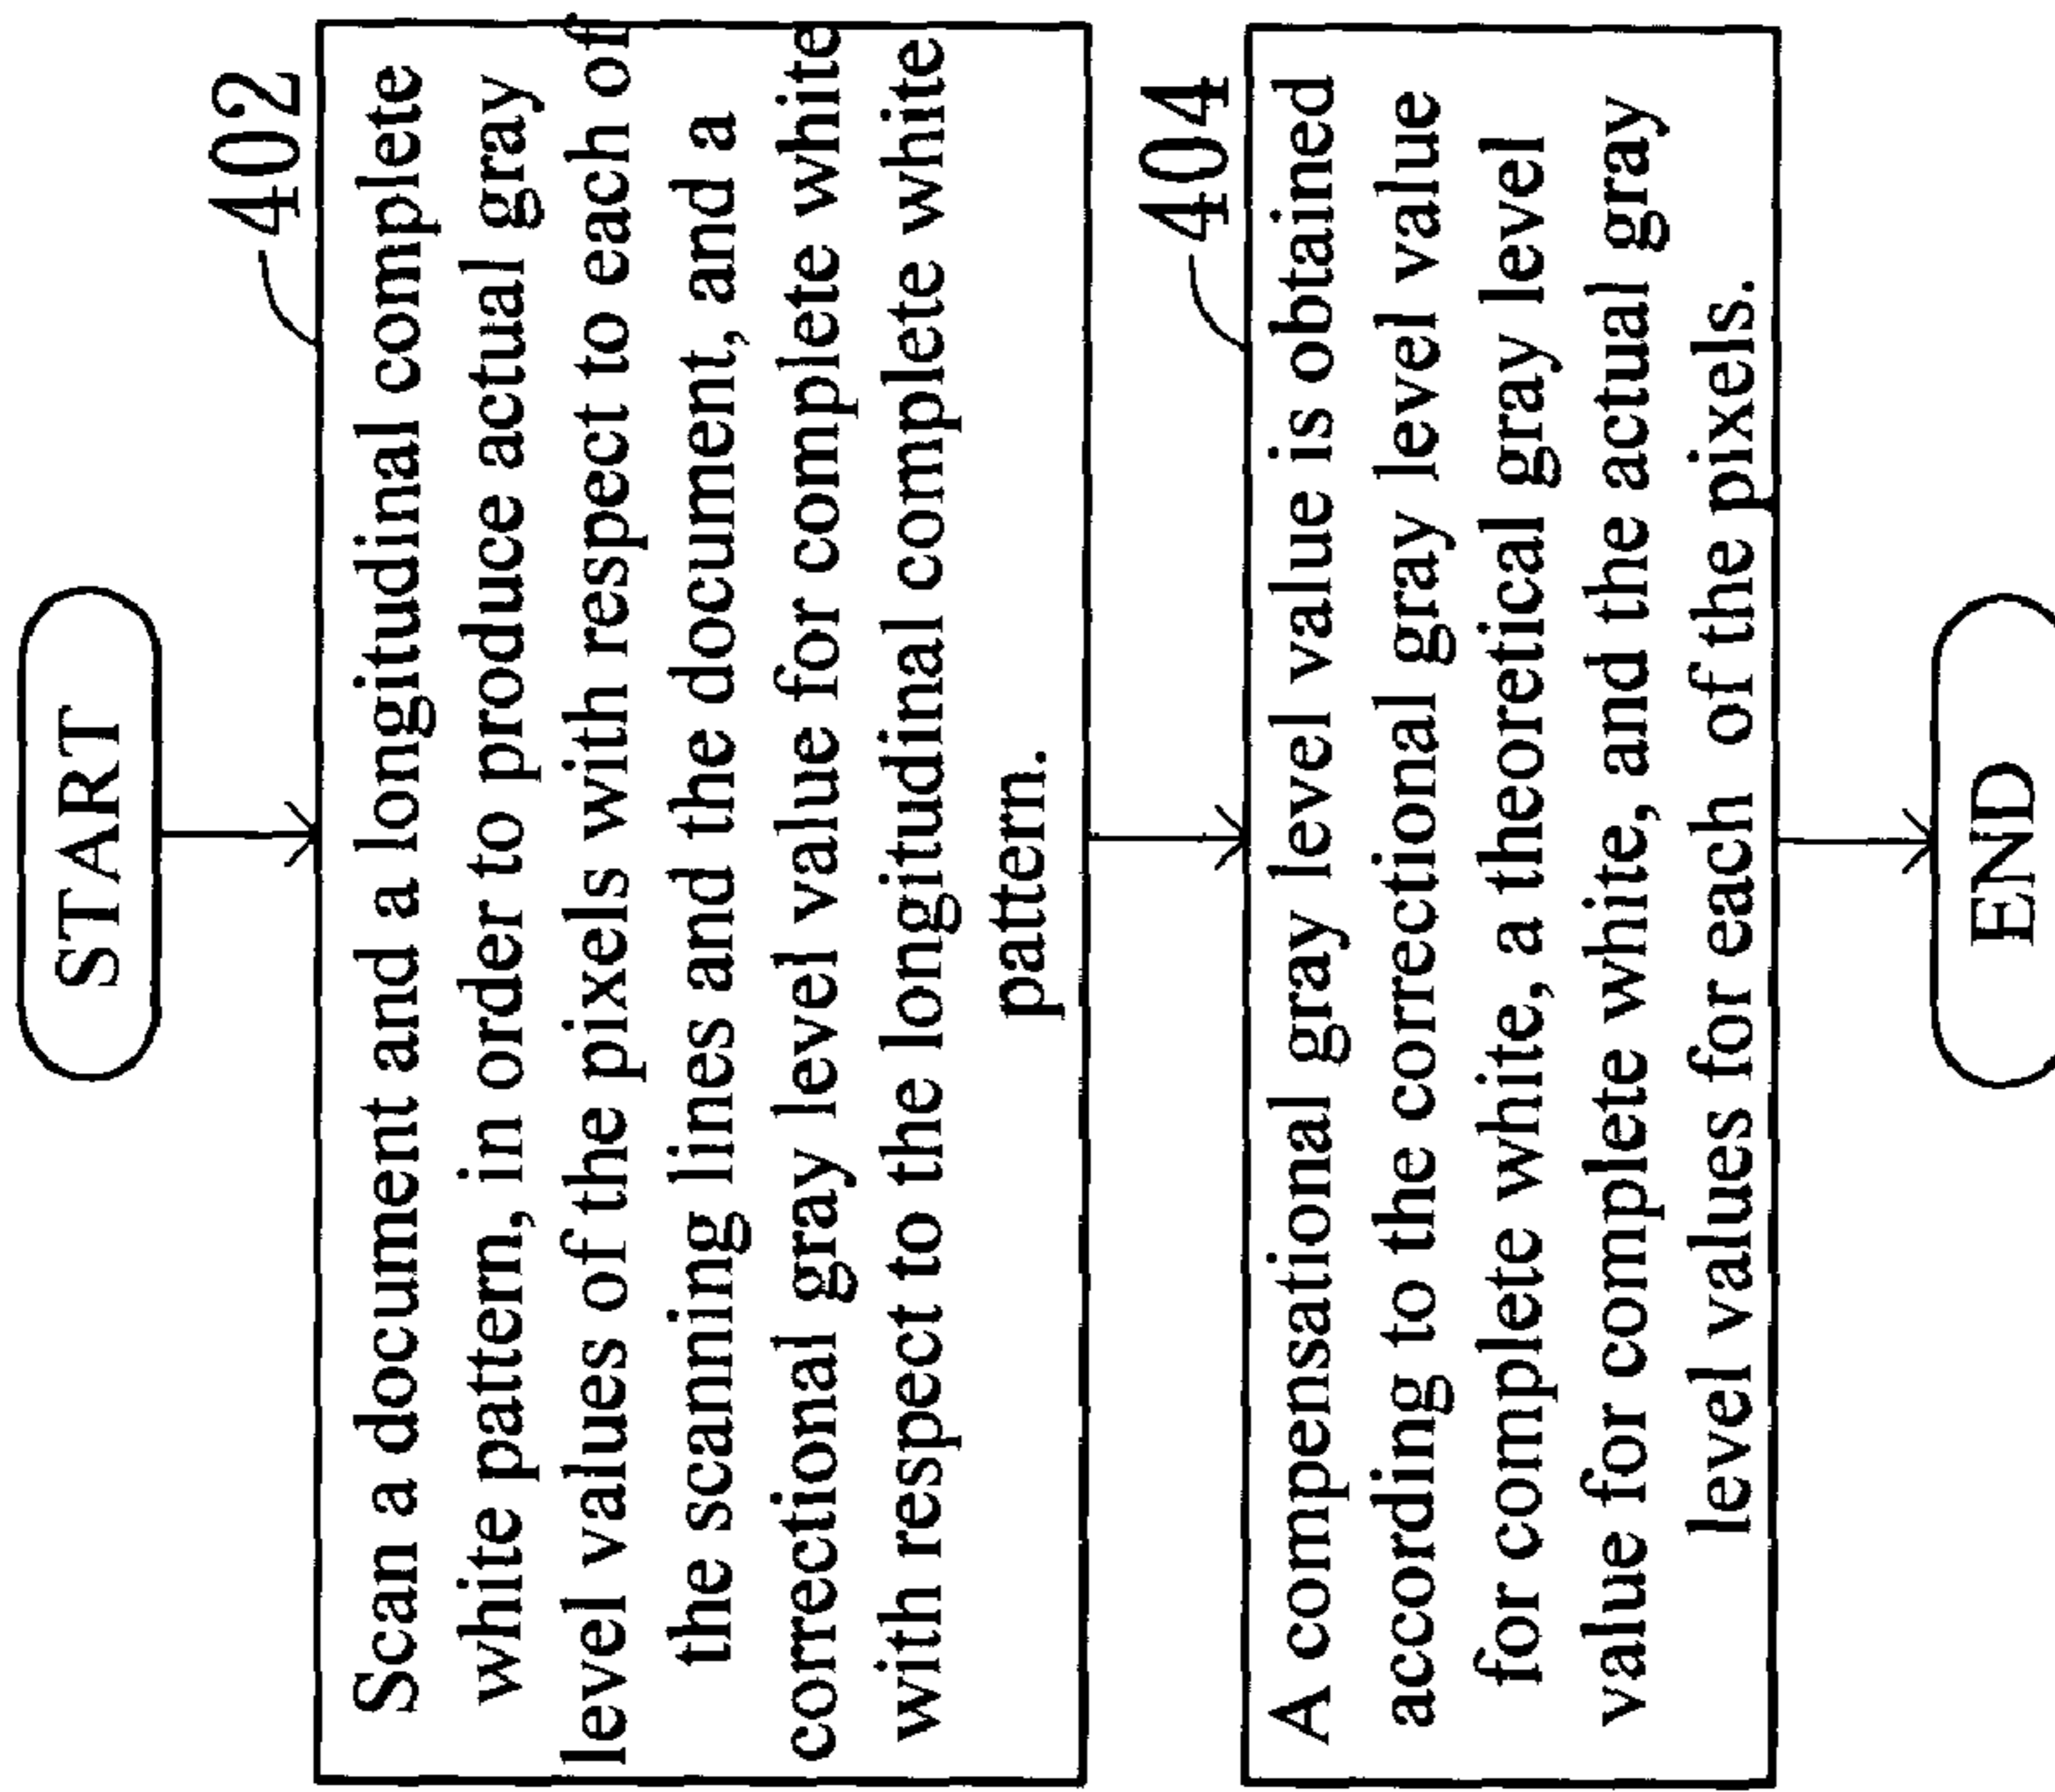 START
402
Scan a document and a longitudinal complete
white pattern, in order to produce actual gray
level values of the pixels with respect to each of
the scanning lines and the document, and a
correctional gray level value for complete white
with respect to the longitudinal complete white
pattern.
404
A compensational gray level value is obtained
according to the correctional gray level value
for complete white, a theoretical gray level
value for complete white, and the actual gray
level values for each of the pixels.
END